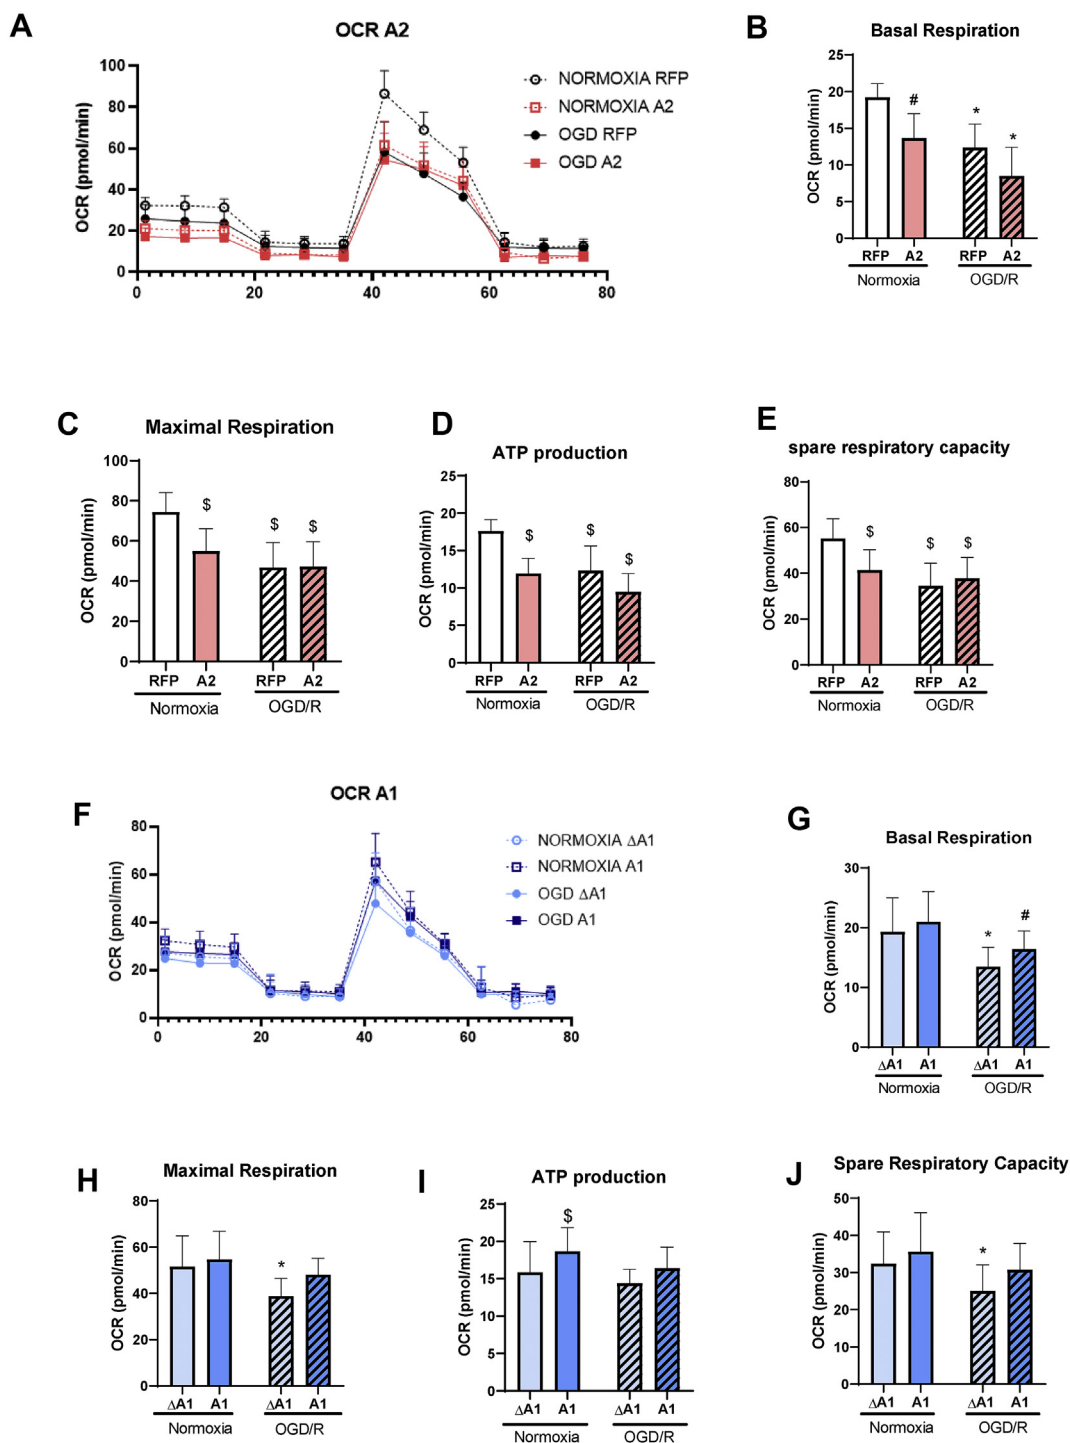 A
OCR A2
OCR (pmol/min)
100
80
60
40
20
0
0 20 40 60 80
NORMOXIA RFP
NORMOXIA A2
OGD RFP
OGD A2
B
Basal Respiration
OCR (pmol/min)
25
20
15
10
5
0
#
*
*
RFP A2 RFP A2
Normoxia OGD/R
C
Maximal Respiration
OCR (pmol/min)
100
80
60
40
20
0
$
$ $
RFP A2 RFP A2
Normoxia OGD/R
D
ATP production
OCR (pmol/min)
25
20
15
10
5
0
$
$
$
RFP A2 RFP A2
Normoxia OGD/R
E
spare respiratory capacity
OCR (pmol/min)
80
60
40
20
0
$
$ $
RFP A2 RFP A2
Normoxia OGD/R
F
OCR A1
OCR (pmol/min)
80
60
40
20
0
0 20 40 60 80
NORMOXIA ΔA1
NORMOXIA A1
OGD ΔA1
OGD A1
G
Basal Respiration
OCR (pmol/min)
30
20
10
0
*
#
ΔA1 A1 ΔA1 A1
Normoxia OGD/R
H
Maximal Respiration
OCR (pmol/min)
80
60
40
20
0
*
ΔA1 A1 ΔA1 A1
Normoxia OGD/R
I
ATP production
OCR (pmol/min)
25
20
15
10
5
0
$
ΔA1 A1 ΔA1 A1
Normoxia OGD/R
J
Spare Respiratory Capacity
OCR (pmol/min)
50
40
30
20
10
0
*
ΔA1 A1 ΔA1 A1
Normoxia OGD/R